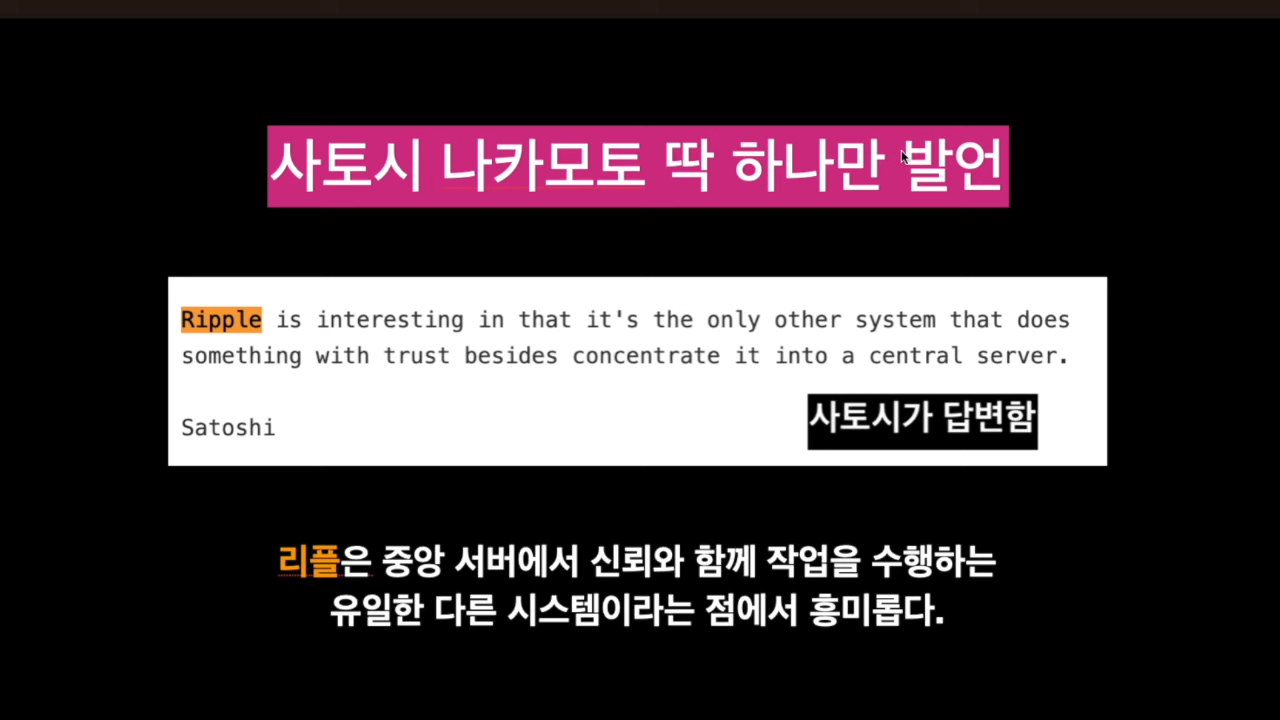 사토시 나카모토 딱 하나만 발언
Ripple is interesting in that it's the only other system that does
something with trust besides concentrate it into a central server.
Satoshi
사토시가 답변함
리플은 중앙 서버에서 신뢰와 함께 작업을 수행하는
유일한 다른 시스템이라는 점에서 흥미롭다.